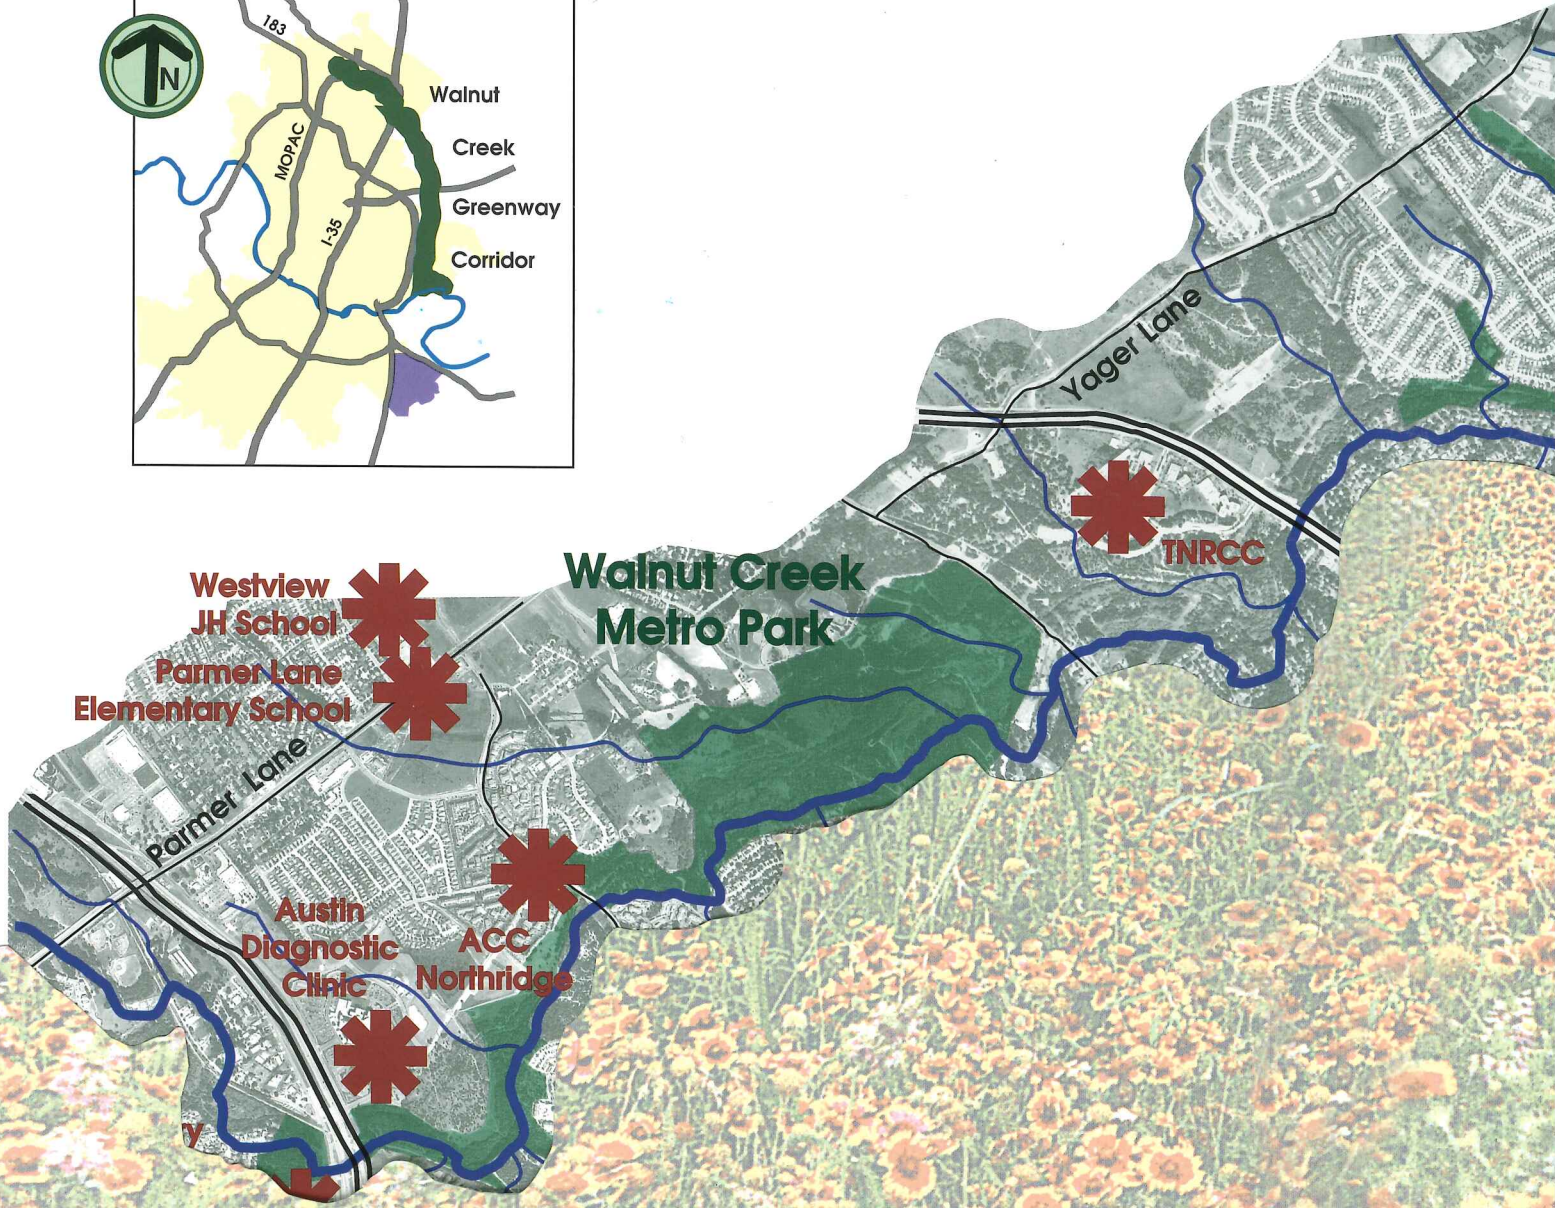 183
N
MOPAC
I-35
Walnut
Creek
Greenway
Corridor
Yager Lane
TNRCC
Walnut Creek
Metro Park
Westview
JH School
Parmer Lane
Elementary School
Parmer Lane
Austin
Diagnostic
Clinic
ACC
Northridge
y